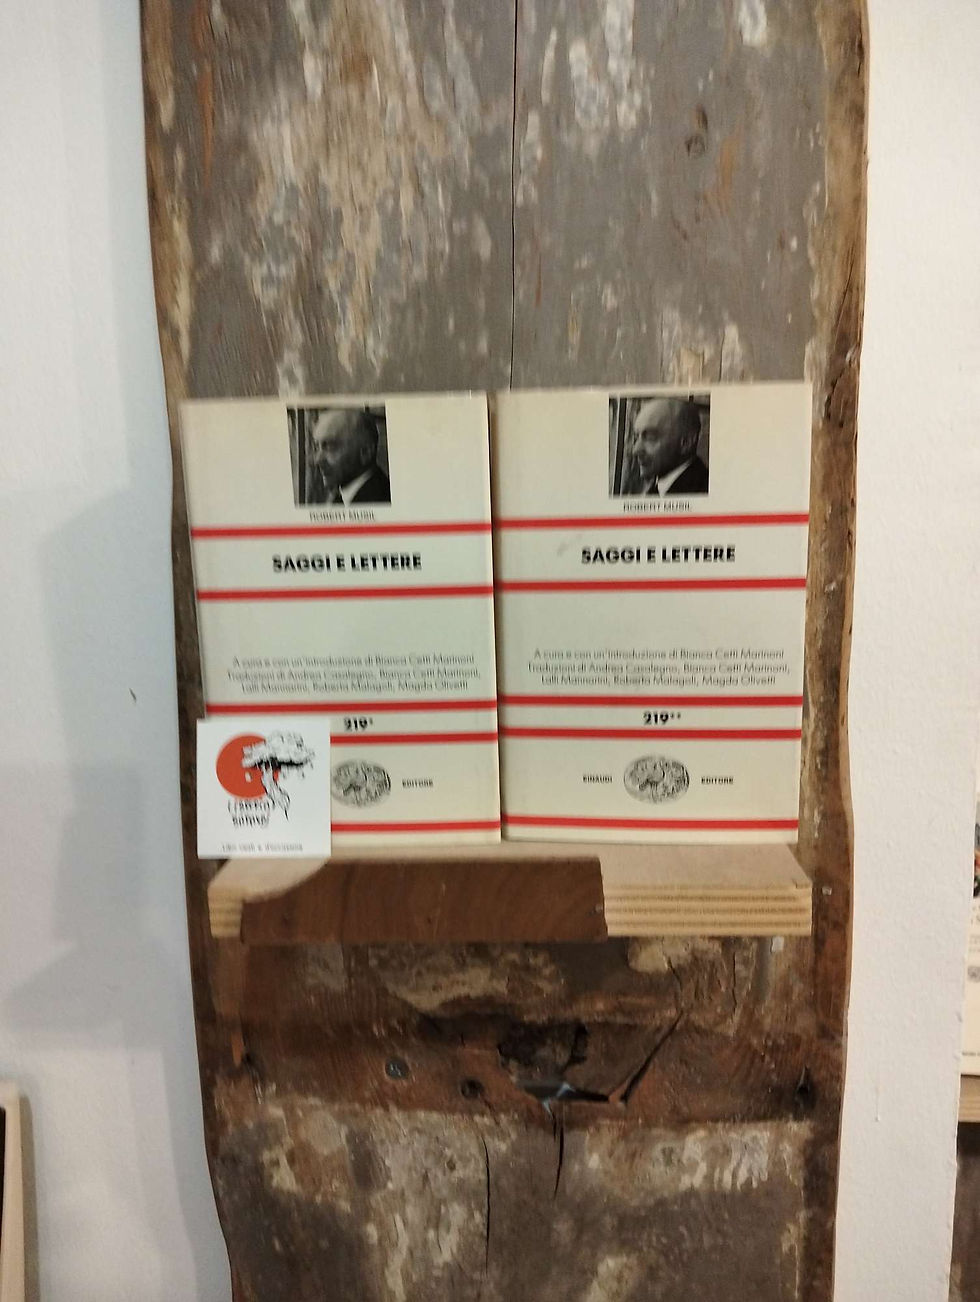 ROBERT MUSIL
SAGGI E LETTERE
A cura e con un'introduzione di Bianca Cetti Marinoni
Traduzioni di Andrea Casalegno, Bianca Cetti Marinoni,
Lalli Mannarini, Roberta Malagoli, Magda Olivetti
219*
EDITORE
ROBERT MUSIL
SAGGI E LETTERE
A cura e con un'introduzione di Bianca Cetti Marinoni
Traduzioni di Andrea Casalegno, Bianca Cetti Marinoni,
Lalli Mannarini, Roberta Malagoli, Magda Olivetti
219**
EINAUDI EDITORE